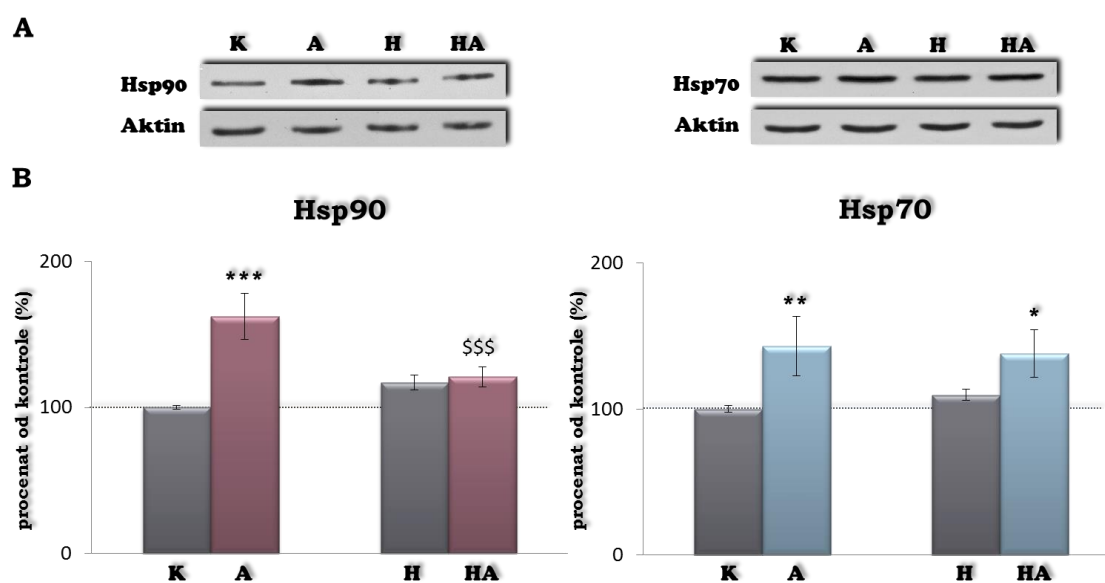 A
K A H HA
Hsp90
Aktin
K A H HA
Hsp70
Aktin
B
Hsp90
procenat od kontrole (%)
200
100
0
***
$$$
K A H HA
Hsp70
procenat od kontrole (%)
200
100
0
**
*
K A H HA